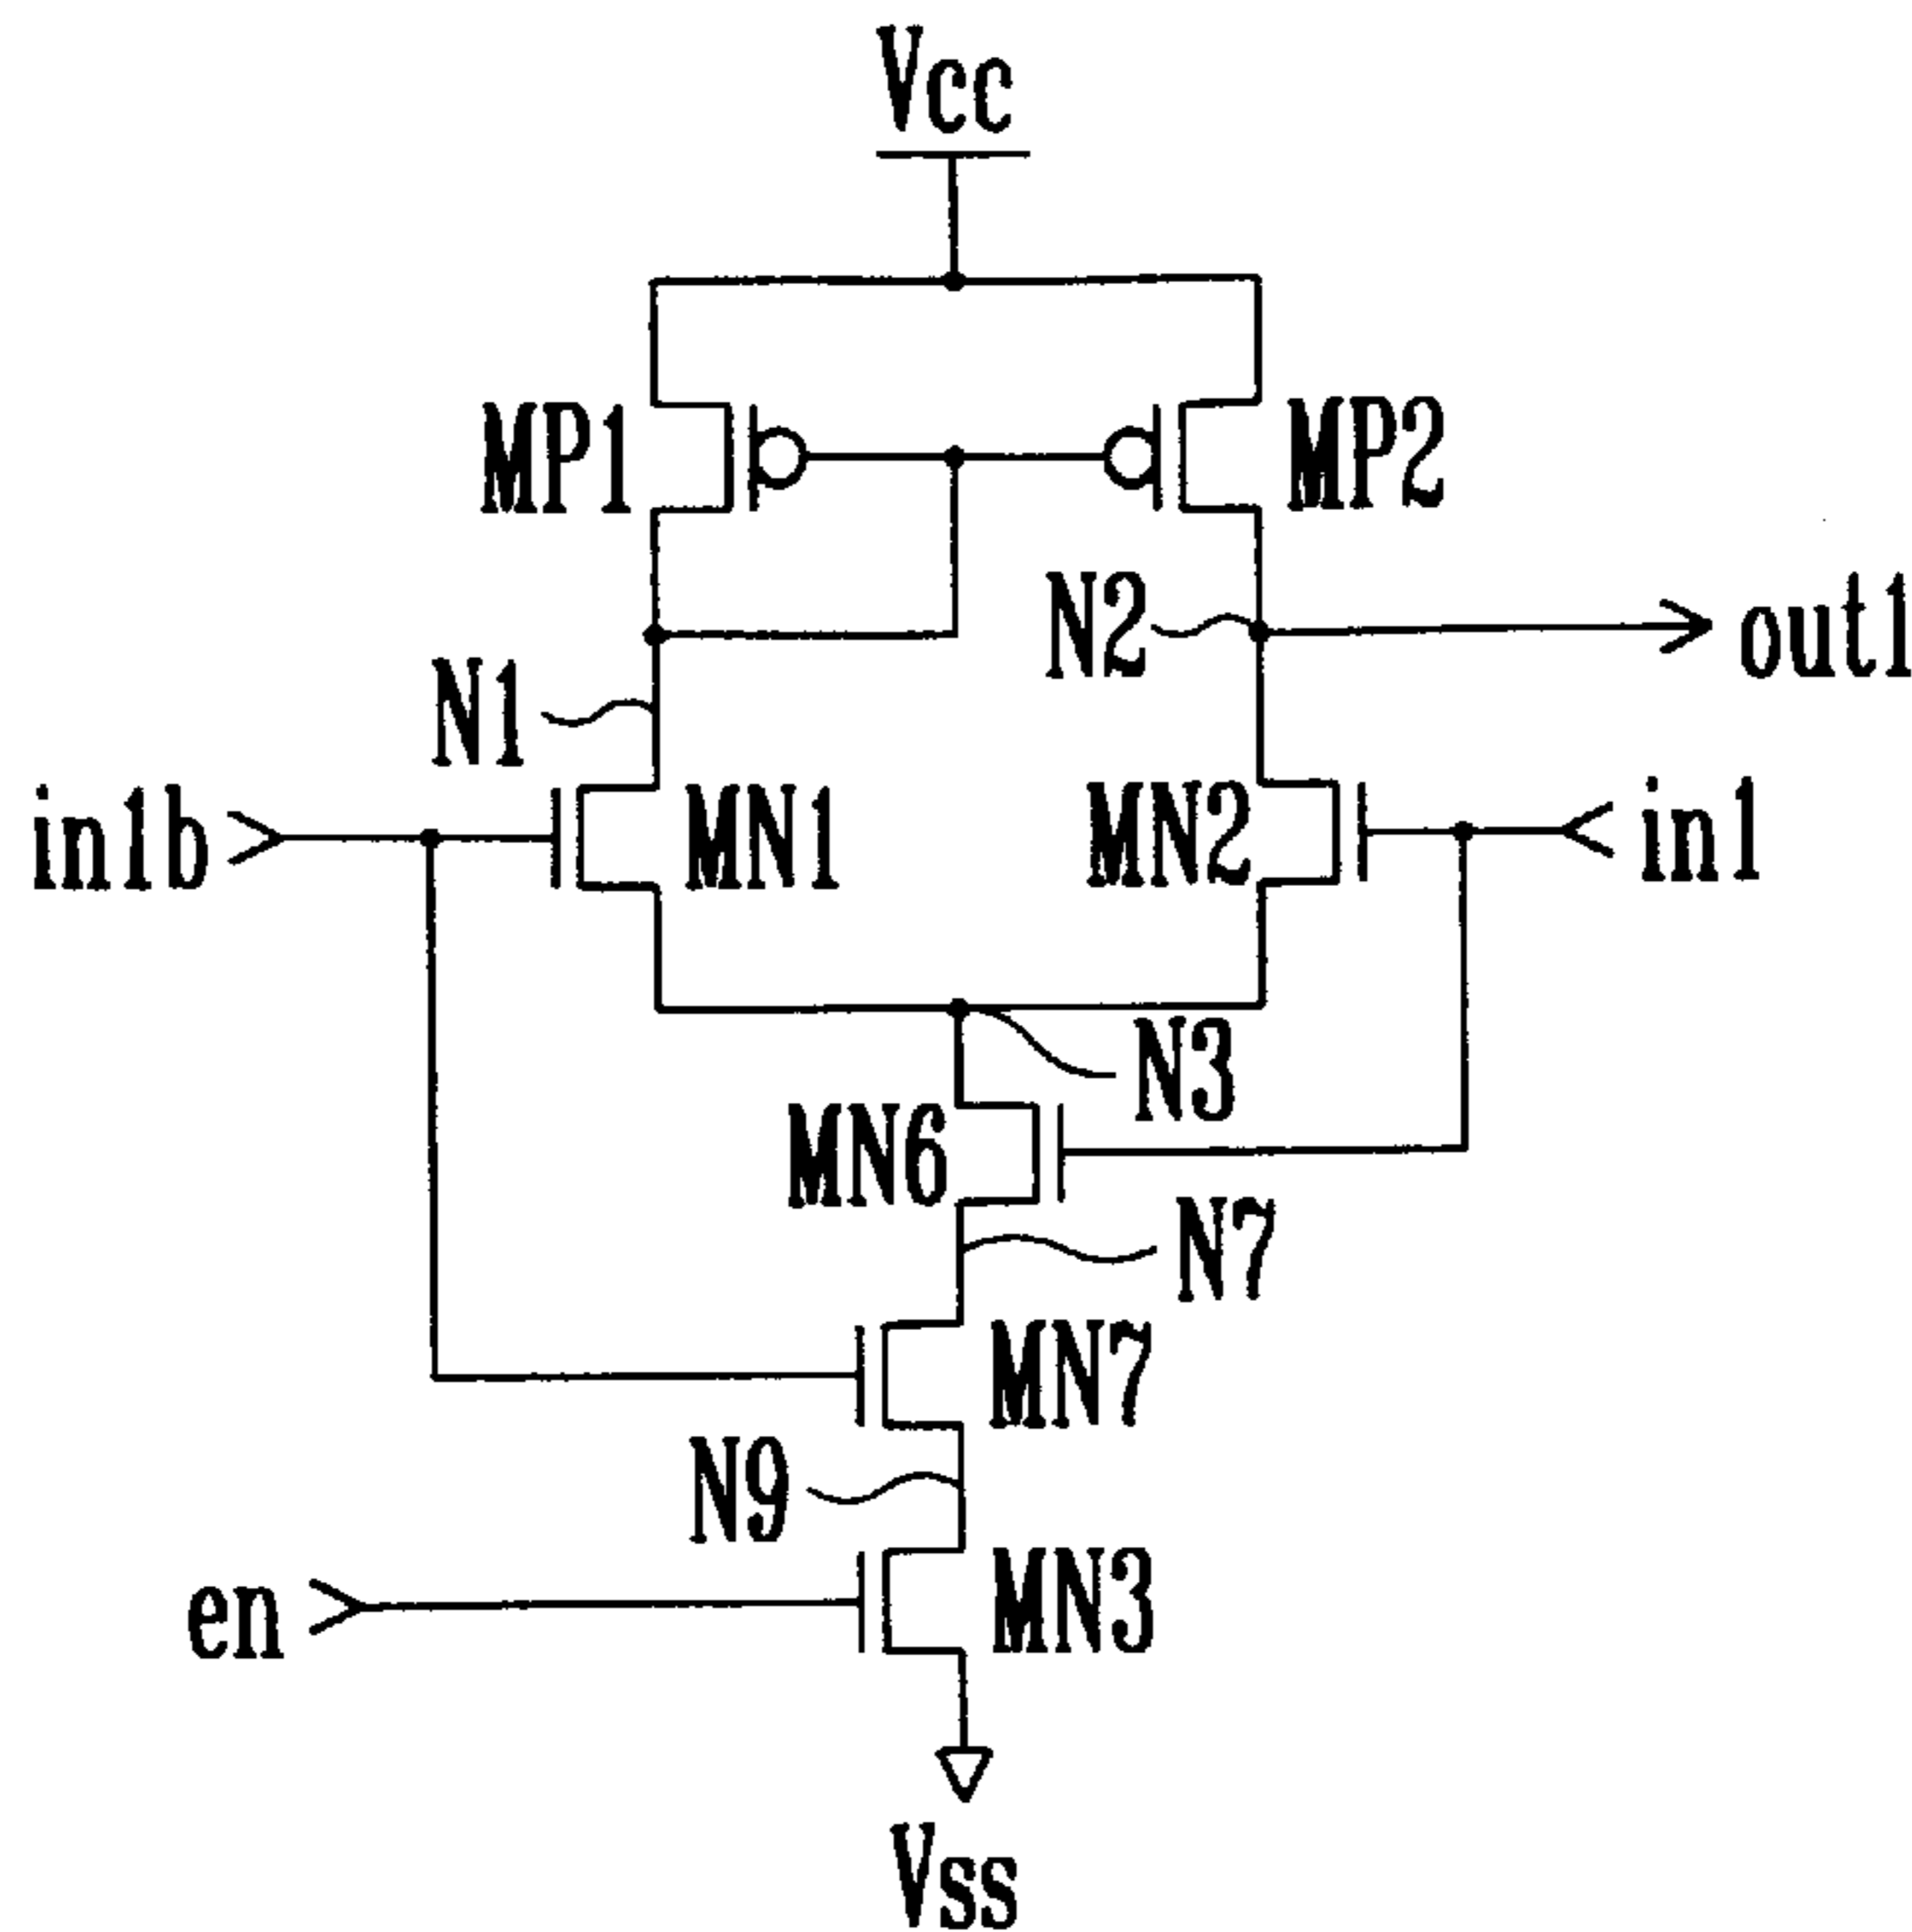 Vcc
MP1
MP2
N2
out1
N1
in1b
MN1
MN2
in1
N3
MN6
N7
MN7
N9
en
MN3
Vss